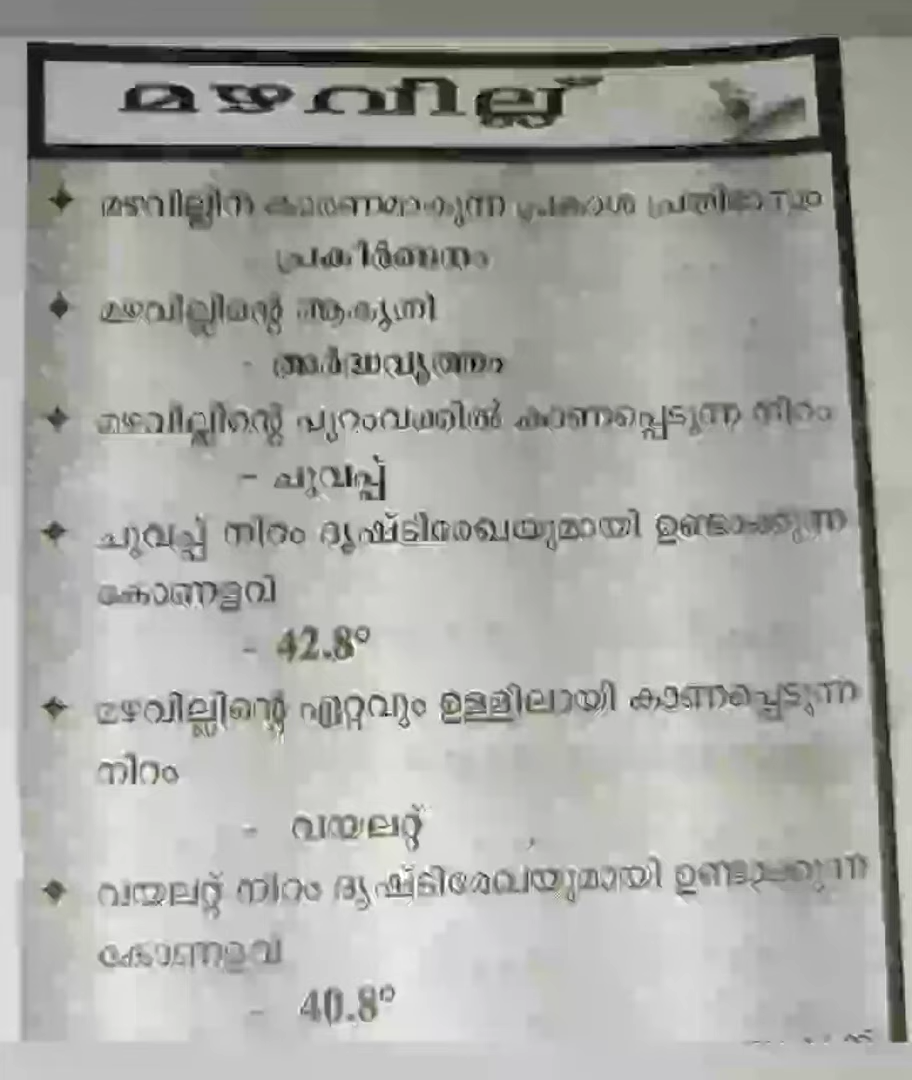 മഴവില്ല്
മഴവില്ലിന് കാരണമാകുന്ന പ്രകാശ പ്രതിഭാസം
പ്രകീർണനം
മഴവില്ലിന്റെ ആകൃതി
- അർദ്ധവൃത്തം
മഴവില്ലിന്റെ പുറംവക്കിൽ കാണപ്പെടുന്ന നിറം
- ചുവപ്പ്
ചുവപ്പ് നിറം ദൃഷ്ടിരേഖയുമായി ഉണ്ടാക്കുന്ന
കോണളവ്
- 42.8°
മഴവില്ലിന്റെ ഏറ്റവും ഉള്ളിലായി കാണപ്പെടുന്ന
നിറം
- വയലറ്റ്
വയലറ്റ് നിറം ദൃഷ്ടിരേഖയുമായി ഉണ്ടാക്കുന്ന
കോണളവ്
- 40.8°